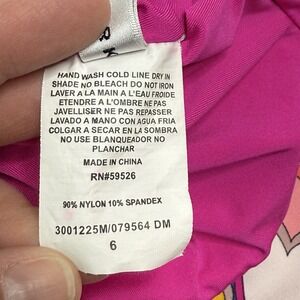 R K
HAND WASH COLD LINE DRY IN
SHADE NO BLEACH DO NOT IRON
LAVER A LA MAIN A L'EAU FROIDE
ETENDRE A L'OMBRE NE PAS
JAVELLISER NE PAS REPASSER
LAVADO A MANO CON AGUA FRIA
COLGAR A SECAR EN LA SOMBRA
NO USE BLANQUEADOR NO
PLANCHAR
MADE IN CHINA
RN#59526
90% NYLON 10% SPANDEX
3001225M/079564 DM
6